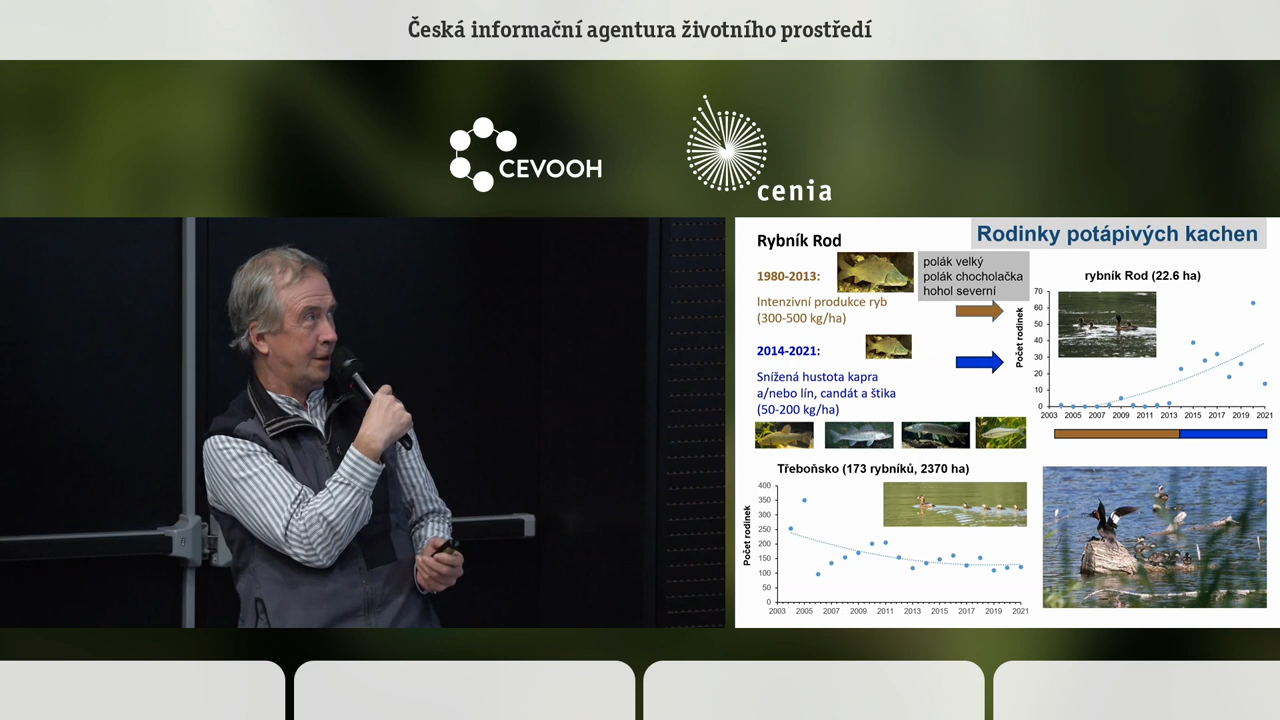 Česká informační agentura životního prostředí
CEVOOH
cenia
Rodinky potápivých kachen
Rybník Rod
1980-2013:
Intenzivní produkce ryb
(300-500 kg/ha)
polák velký
polák chocholačka
hohol severní
2014-2021:
Snížená hustota kapra
a/nebo lín, candát a štika
(50-200 kg/ha)
rybník Rod (22.6 ha)
Počet rodinek
70
60
50
40
30
20
10
0
2003 2005 2007 2009 2011 2013 2015 2017 2019 2021
Třeboňsko (173 rybníků, 2370 ha)
Počet rodinek
400
350
300
250
200
150
100
50
0
2003 2005 2007 2009 2011 2013 2015 2017 2019 2021